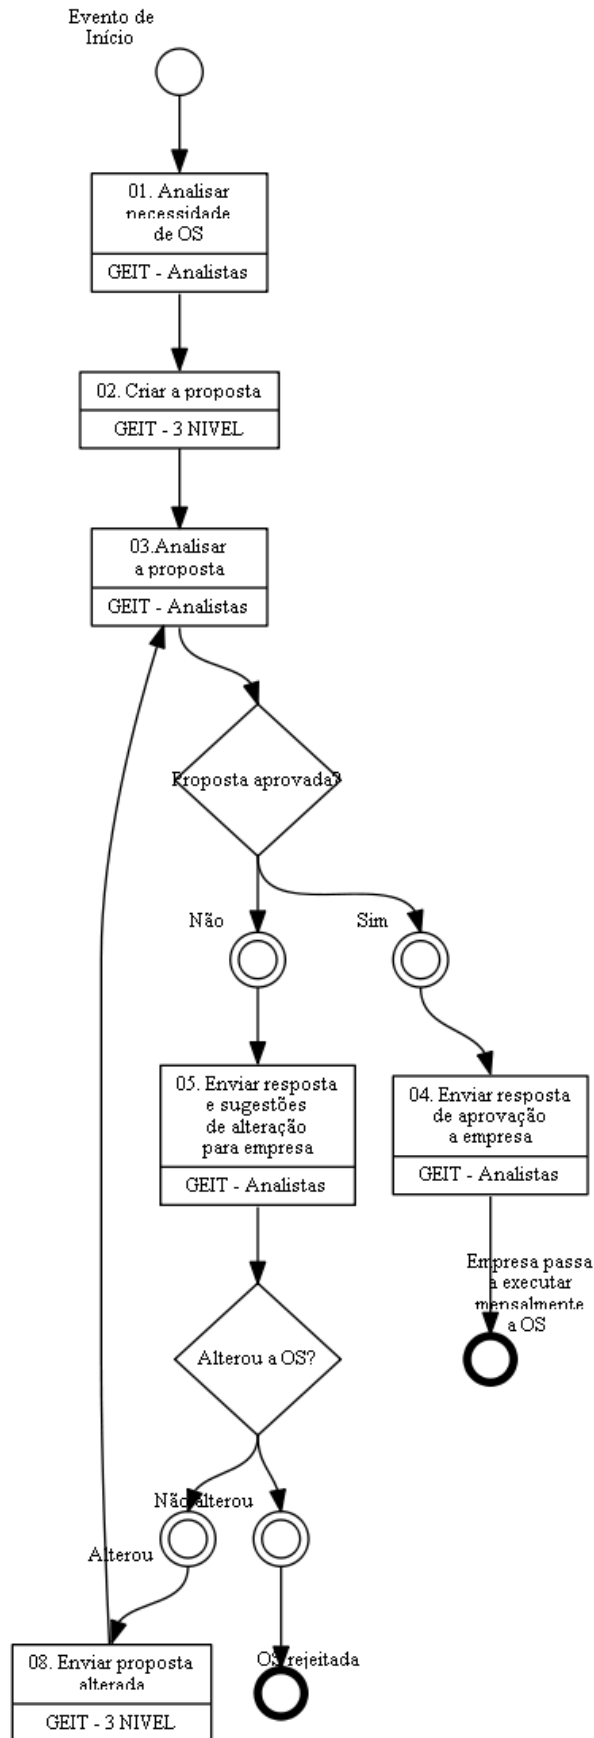 Evento de
Início
01. Analisar
necessidade
de OS
GEIT - Analistas
02. Criar a proposta
GEIT - 3 NIVEL
03.Analisar
a proposta
GEIT - Analistas
Proposta aprovada?
Não
Sim
05. Enviar resposta
e sugestões
de alteração
para empresa
GEIT - Analistas
04. Enviar resposta
de aprovação
a empresa
GEIT - Analistas
Empresa passa
a executar
mensalmente
a OS
Alterou a OS?
Não alterou
Alterou
OS rejeitada
08. Enviar proposta
alterada
GEIT - 3 NIVEL